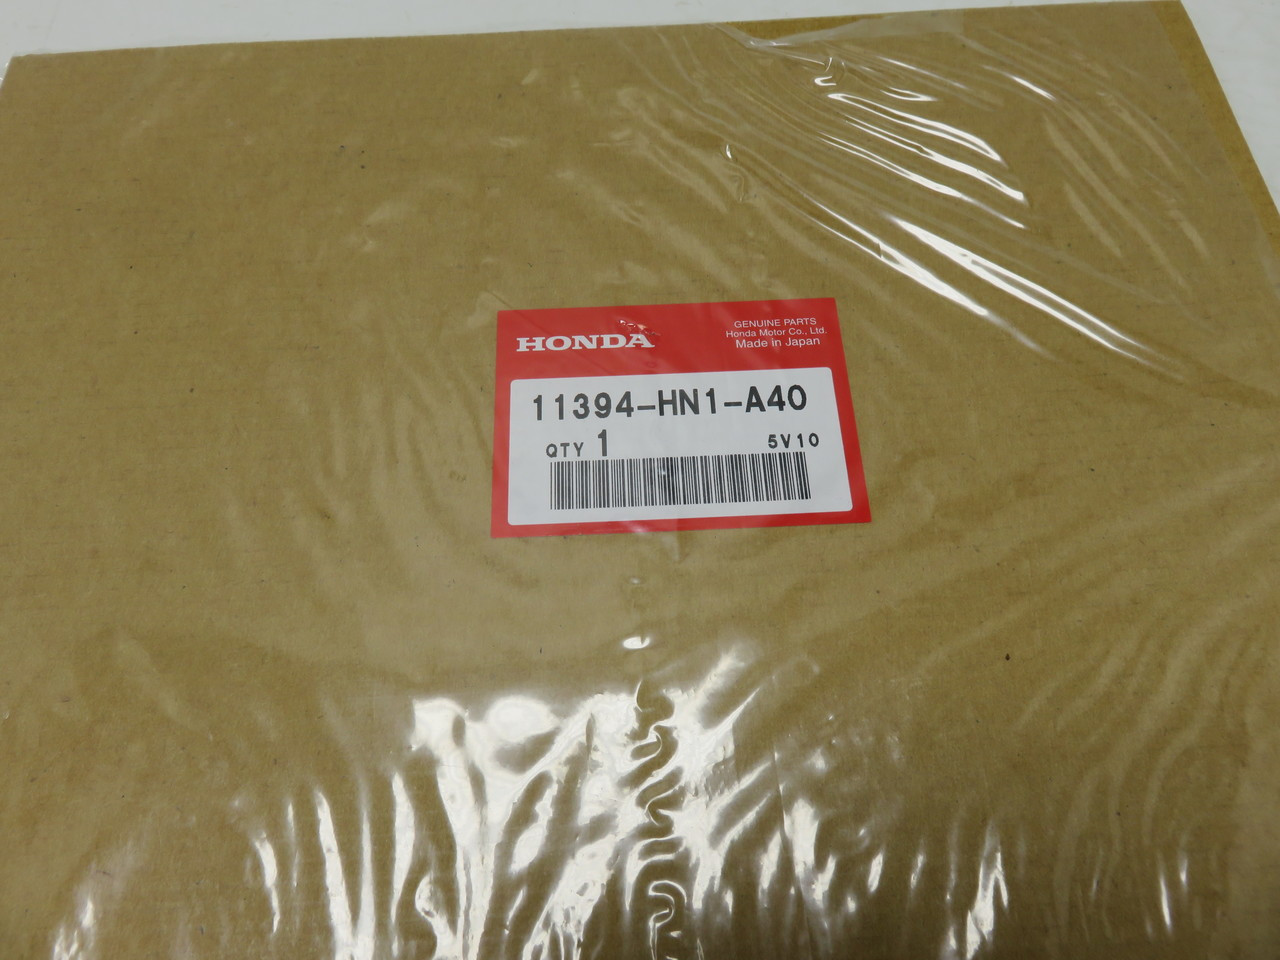 HONDA
GENUINE PARTS
Honda Motor Co., Ltd.
Made in Japan
11394-HN1-A40
QTY 1 5V10